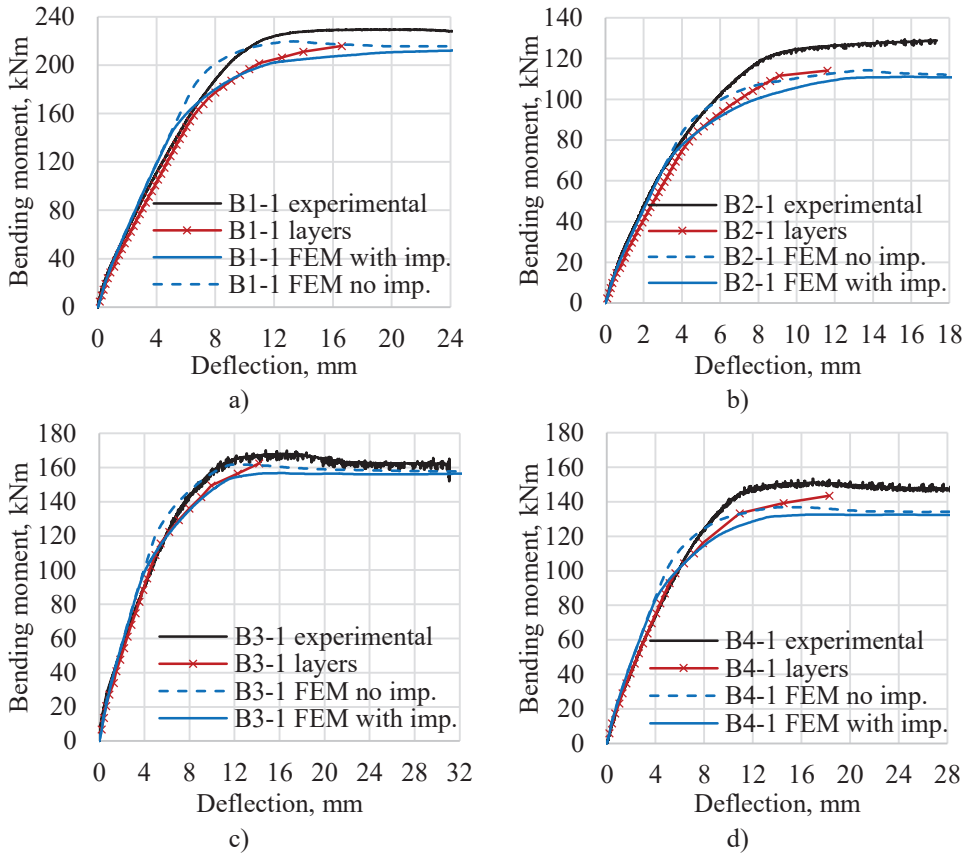 Bending moment, kNm
240
200
160
120
80
40
0
B1-1 experimental
B1-1 layers
B1-1 FEM with imp.
B1-1 FEM no imp.
0 4 8 12 16 20 24
Deflection, mm
a)
Bending moment, kNm
140
120
100
80
60
40
20
0
B2-1 experimental
B2-1 layers
B2-1 FEM no imp.
B2-1 FEM with imp.
0 2 4 6 8 10 12 14 16 18
Deflection, mm
b)
Bending moment, kNm
180
160
140
120
100
80
60
40
20
0
B3-1 experimental
B3-1 layers
B3-1 FEM no imp.
B3-1 FEM with imp.
0 4 8 12 16 20 24 28 32
Deflection, mm
c)
Bending moment, kNm
180
160
140
120
100
80
60
40
20
0
B4-1 experimental
B4-1 layers
B4-1 FEM no imp.
B4-1 FEM with imp.
0 4 8 12 16 20 24 28
Deflection, mm
d)